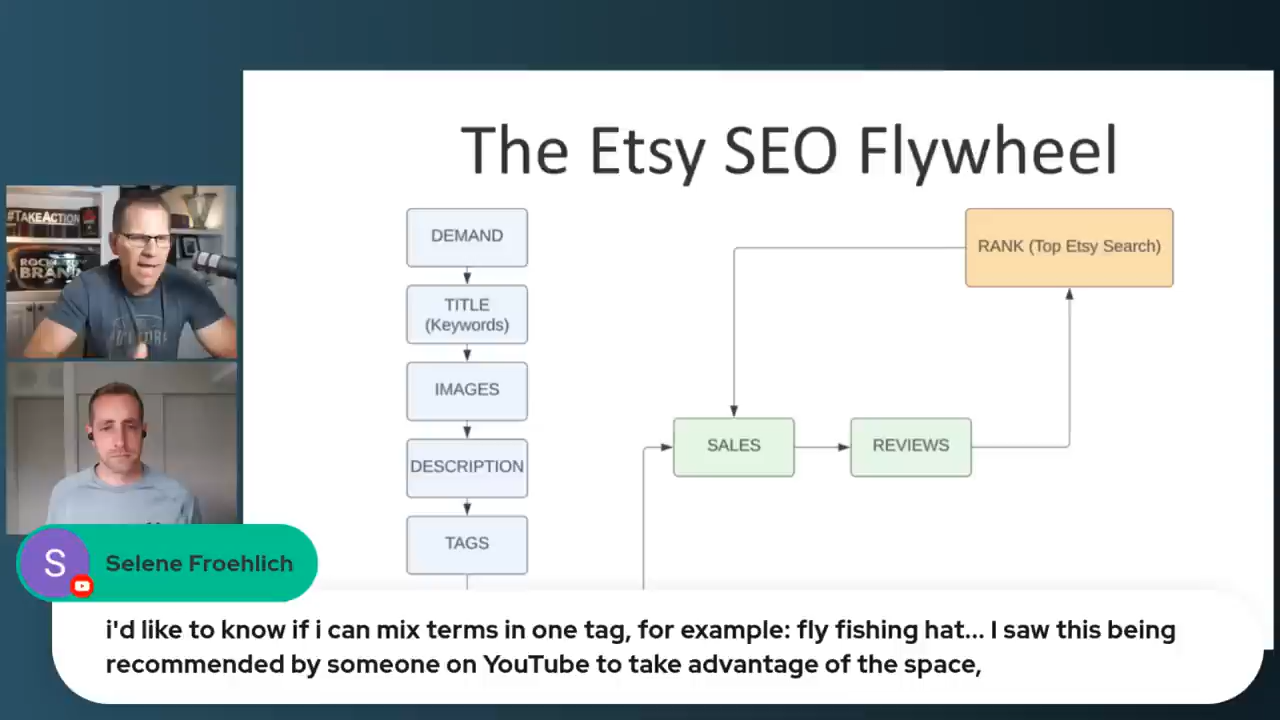 The Etsy SEO Flywheel
#TAKEACTION
BRAND
DEMAND
TITLE
(Keywords)
IMAGES
DESCRIPTION
TAGS
RANK (Top Etsy Search)
SALES
REVIEWS
S
Selene Froehlich
i'd like to know if i can mix terms in one tag, for example: fly fishing hat... I saw this being
recommended by someone on YouTube to take advantage of the space,